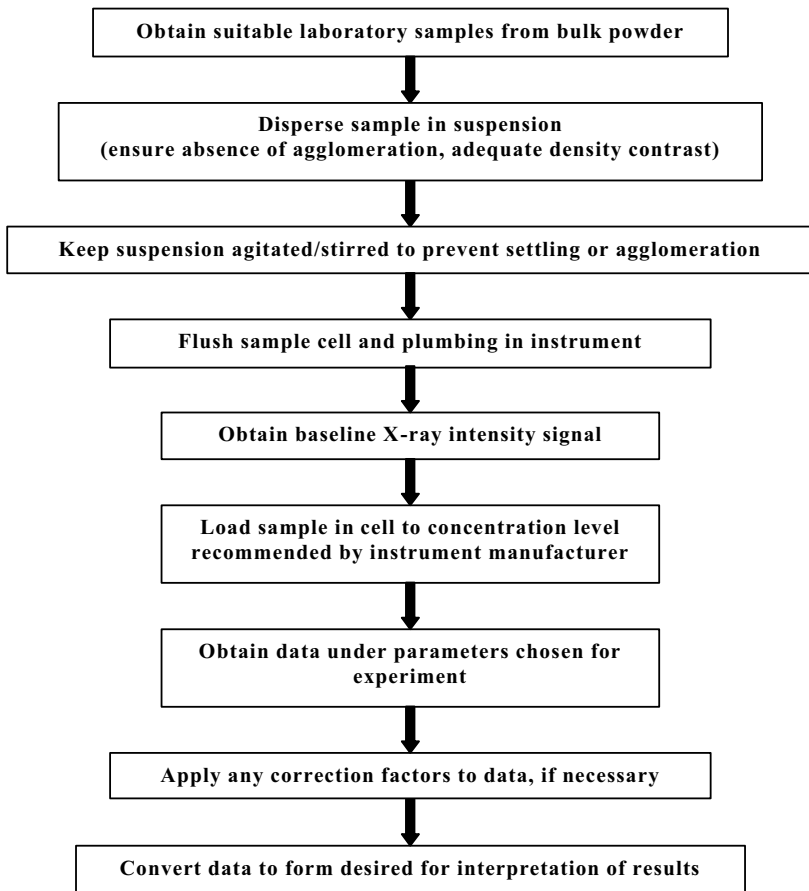 Obtain suitable laboratory samples from bulk powder
Disperse sample in suspension
(ensure absence of agglomeration, adequate density contrast)
Keep suspension agitated/stirred to prevent settling or agglomeration
Flush sample cell and plumbing in instrument
Obtain baseline X-ray intensity signal
Load sample in cell to concentration level
recommended by instrument manufacturer
Obtain data under parameters chosen for
experiment
Apply any correction factors to data, if necessary
Convert data to form desired for interpretation of results